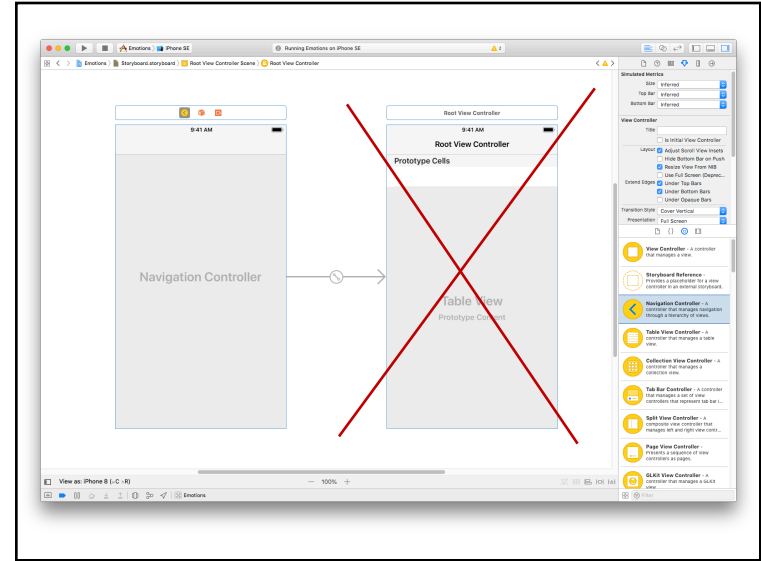 Emotions
iPhone SE
Running Emotions on iPhone SE
2
Emotions
Storyboard.storyboard
Root View Controller Scene
Root View Controller
Simulated Metrics
Size Inferred
Top Bar Inferred
Bottom Bar Inferred
View Controller
Title
Is Initial View Controller
Layout Adjust Scroll View Insets
Hide Bottom Bar on Push
Resize View From NIB
Use Full Screen (Deprec...
Extend Edges Under Top Bars
Under Bottom Bars
Under Opaque Bars
Transition Style Cover Vertical
Presentation Full Screen
9:41 AM
Navigation Controller
Root View Controller
9:41 AM
Root View Controller
Prototype Cells
Table View
Prototype Content
View Controller - A controller
that manages a view.
Storyboard Reference -
Provides a placeholder for a view
controller in an external storyboard.
Navigation Controller - A
controller that manages navigation
through a hierarchy of views.
Table View Controller - A
controller that manages a table
view.
Collection View Controller - A
controller that manages a
collection view.
Tab Bar Controller - A controller
that manages a set of view
controllers that represent tab bar i...
Split View Controller - A
composite view controller that
manages left and right view contr...
Page View Controller -
Presents a sequence of view
controllers as pages.
GLKit View Controller - A
controller that manages a GLKit
view.
View as: iPhone 8 (wC hR)
100%
Emotions
Filter